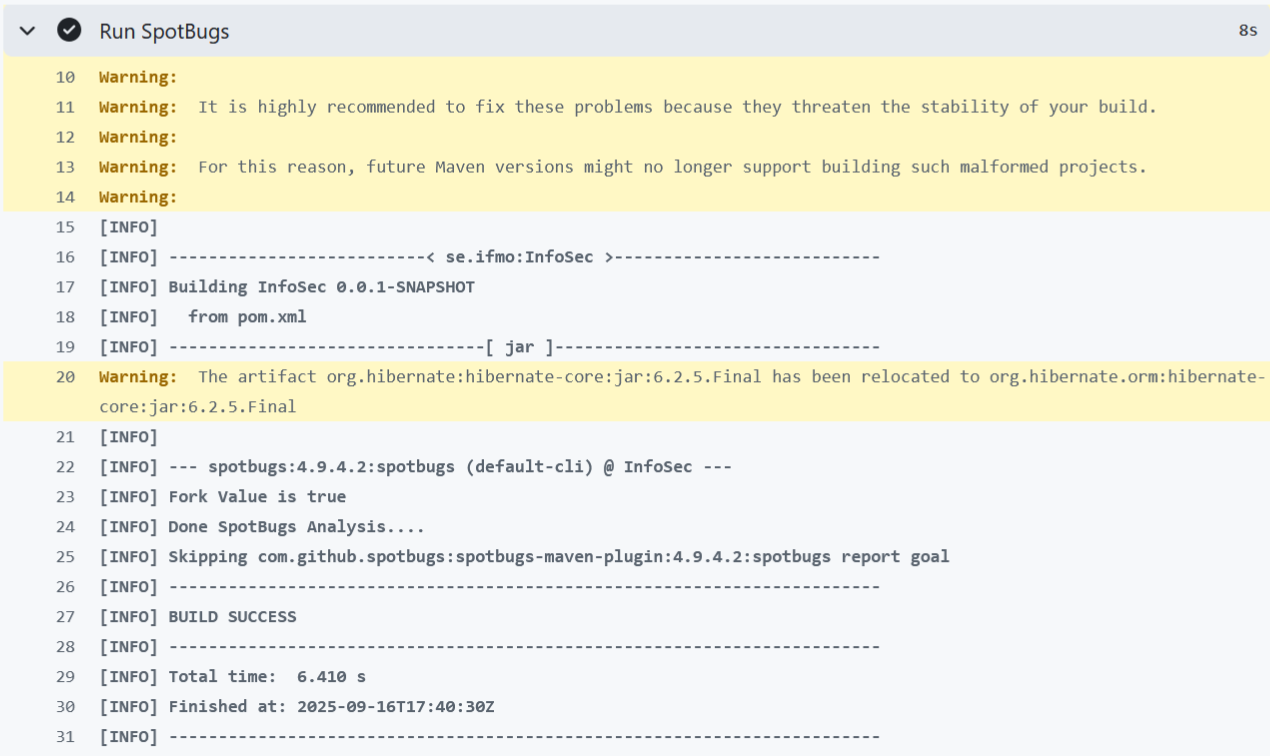 Run SpotBugs 8s
10 Warning:
11 Warning:  It is highly recommended to fix these problems because they threaten the stability of your build.
12 Warning:
13 Warning:  For this reason, future Maven versions might no longer support building such malformed projects.
14 Warning:
15 [INFO]
16 [INFO] --------------------------< se.ifmo:InfoSec >---------------------------
17 [INFO] Building InfoSec 0.0.1-SNAPSHOT
18 [INFO]   from pom.xml
19 [INFO] --------------------------------[ jar ]---------------------------------
20 Warning:  The artifact org.hibernate:hibernate-core:jar:6.2.5.Final has been relocated to org.hibernate.orm:hibernate-
core:jar:6.2.5.Final
21 [INFO]
22 [INFO] --- spotbugs:4.9.4.2:spotbugs (default-cli) @ InfoSec ---
23 [INFO] Fork Value is true
24 [INFO] Done SpotBugs Analysis....
25 [INFO] Skipping com.github.spotbugs:spotbugs-maven-plugin:4.9.4.2:spotbugs report goal
26 [INFO] ------------------------------------------------------------------------
27 [INFO] BUILD SUCCESS
28 [INFO] ------------------------------------------------------------------------
29 [INFO] Total time:  6.410 s
30 [INFO] Finished at: 2025-09-16T17:40:30Z
31 [INFO] ------------------------------------------------------------------------